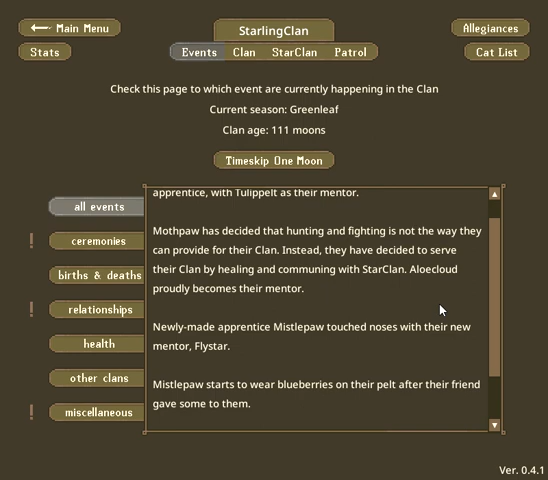 Main Menu
StarlingClan
Allegiances
Stats
Events
Clan
StarClan
Patrol
Cat List
Check this page to which event are currently happening in the Clan
Current season: Greenleaf
Clan age: 111 moons
Timeskip One Moon
all events
ceremonies
births & deaths
relationships
health
other clans
miscellaneous
apprentice, with Tulippelt as their mentor.
Mothpaw has decided that hunting and fighting is not the way they
can provide for their Clan. Instead, they have decided to serve
their Clan by healing and communing with StarClan. Aloecloud
proudly becomes their mentor.
Newly-made apprentice Mistlepaw touched noses with their new
mentor, Flystar.
Mistlepaw starts to wear blueberries on their pelt after their friend
gave some to them.
Ver. 0.4.1